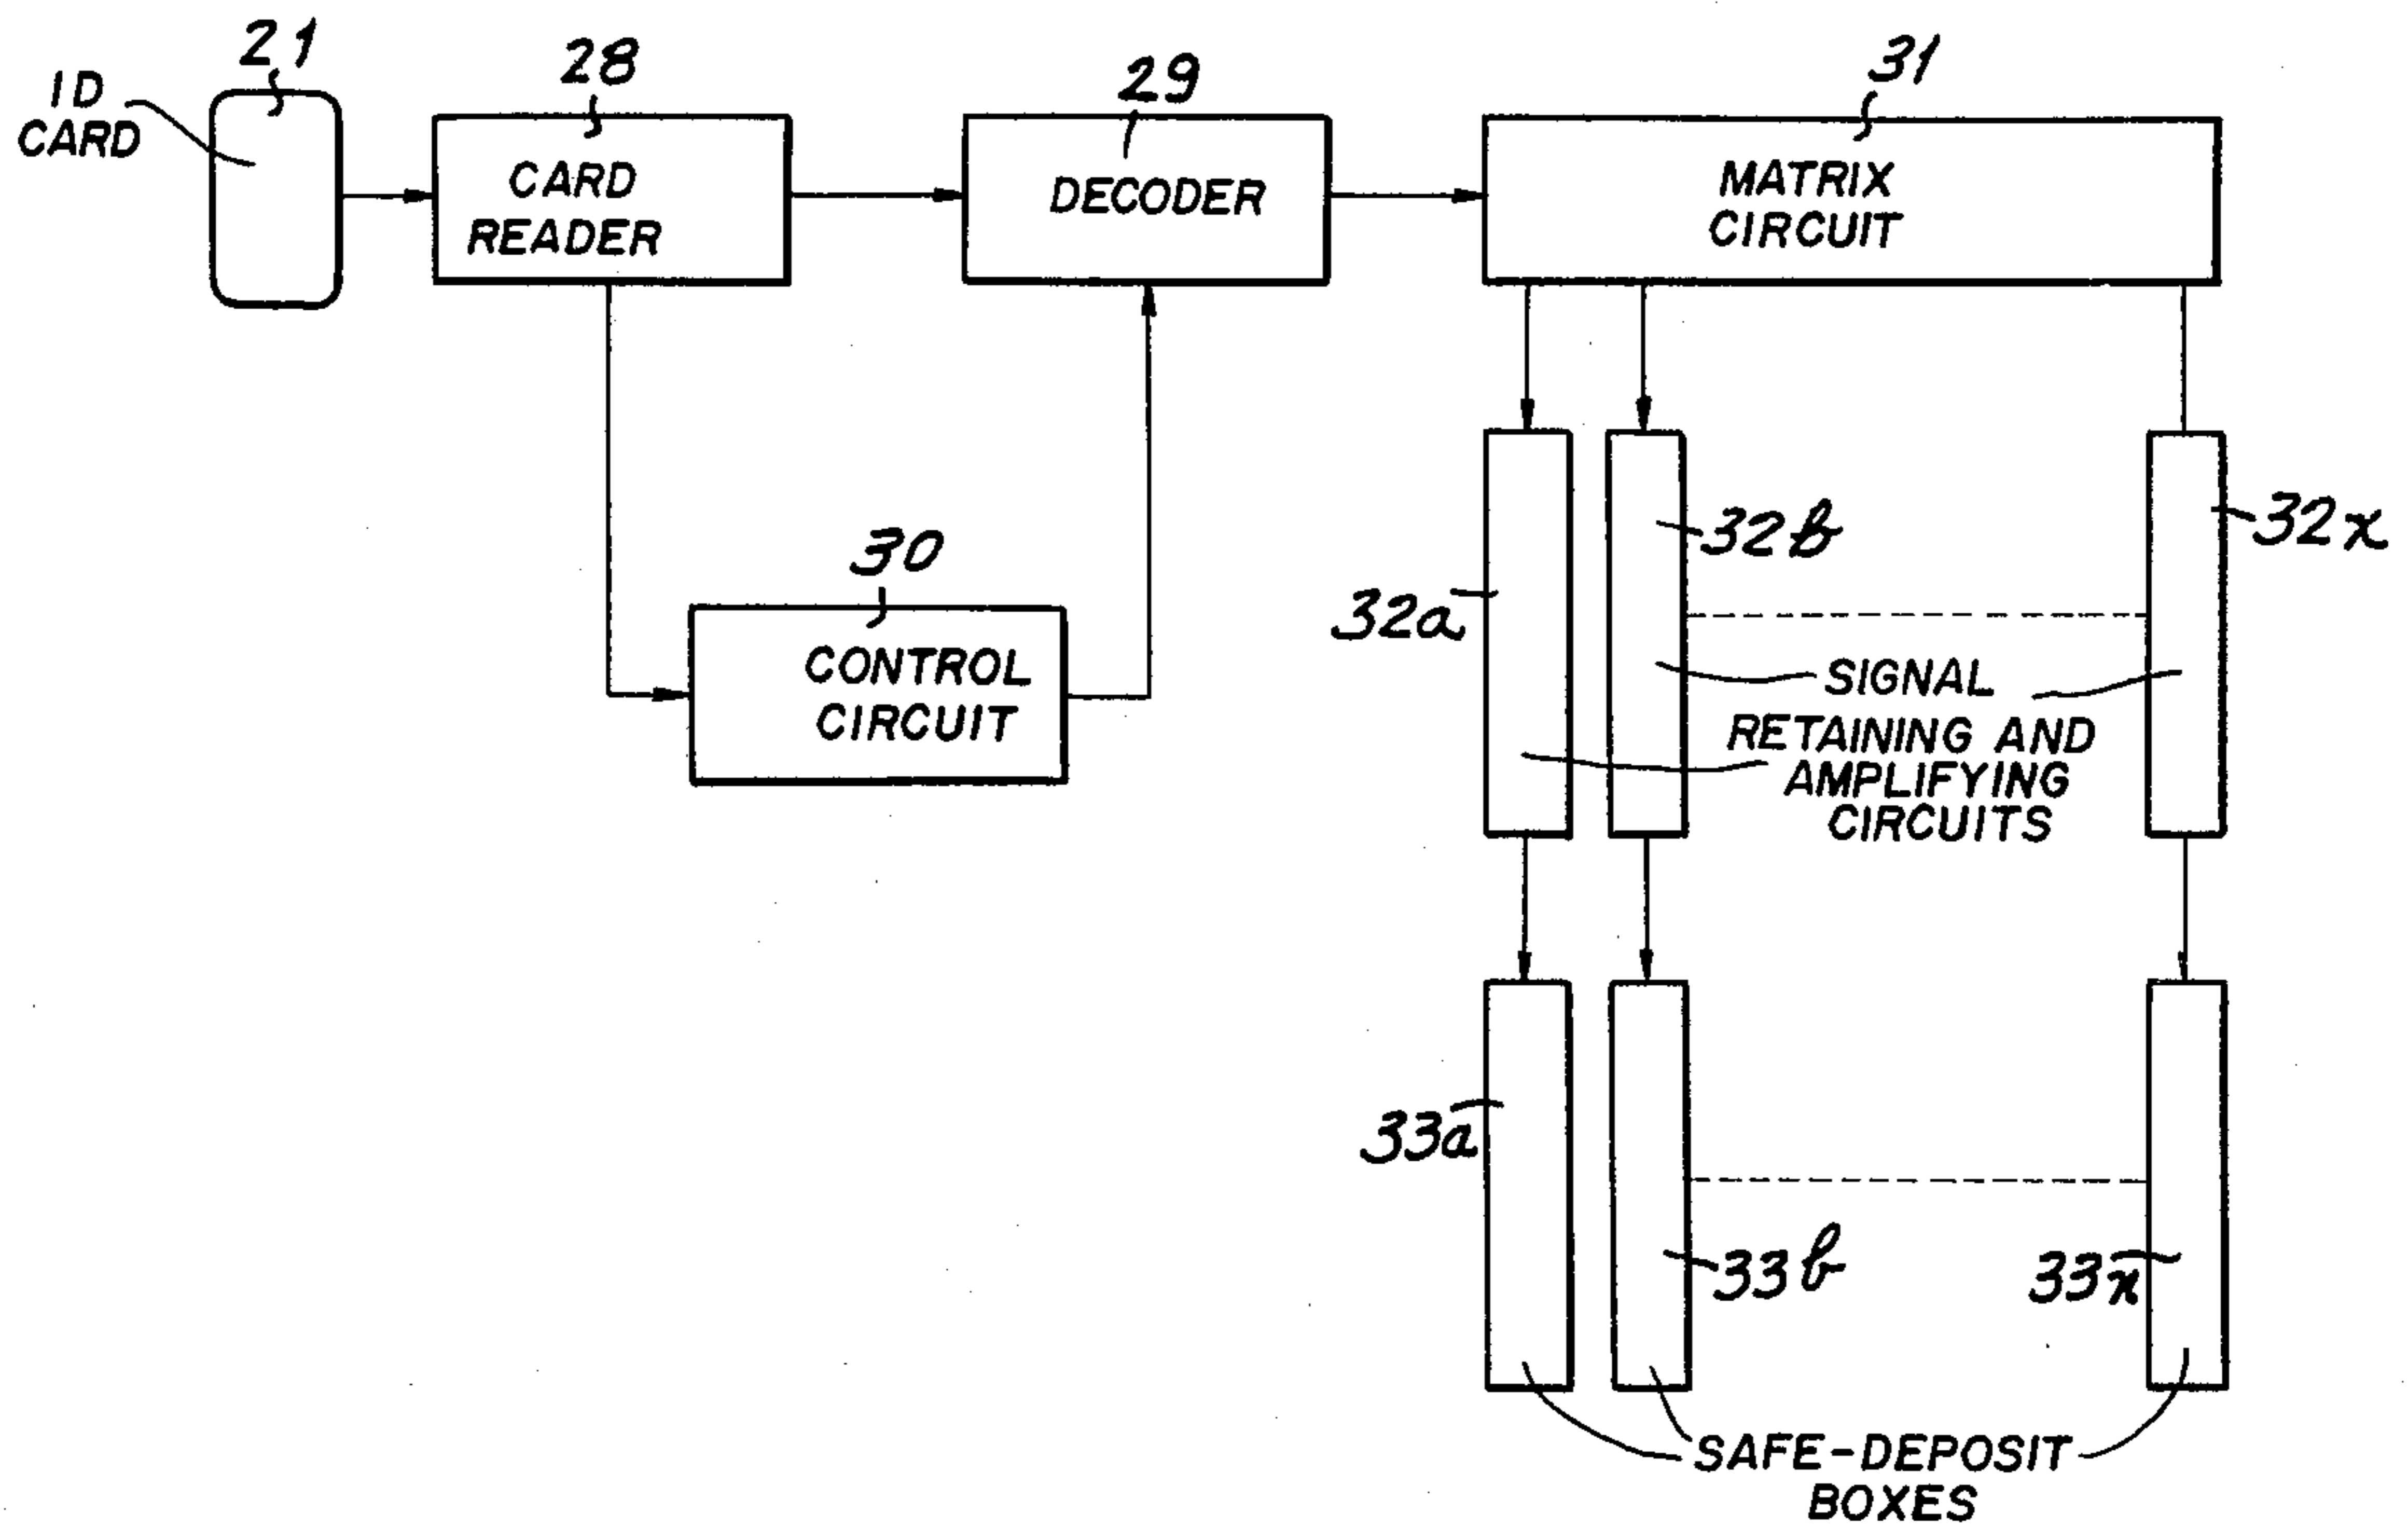 21
ID
CARD
28
CARD
READER
29
DECODER
31
MATRIX
CIRCUIT
30
CONTROL
CIRCUIT
32a
32b
32x
SIGNAL
RETAINING AND
AMPLIFYING
CIRCUITS
33a
33b
33x
SAFE-DEPOSIT
BOXES